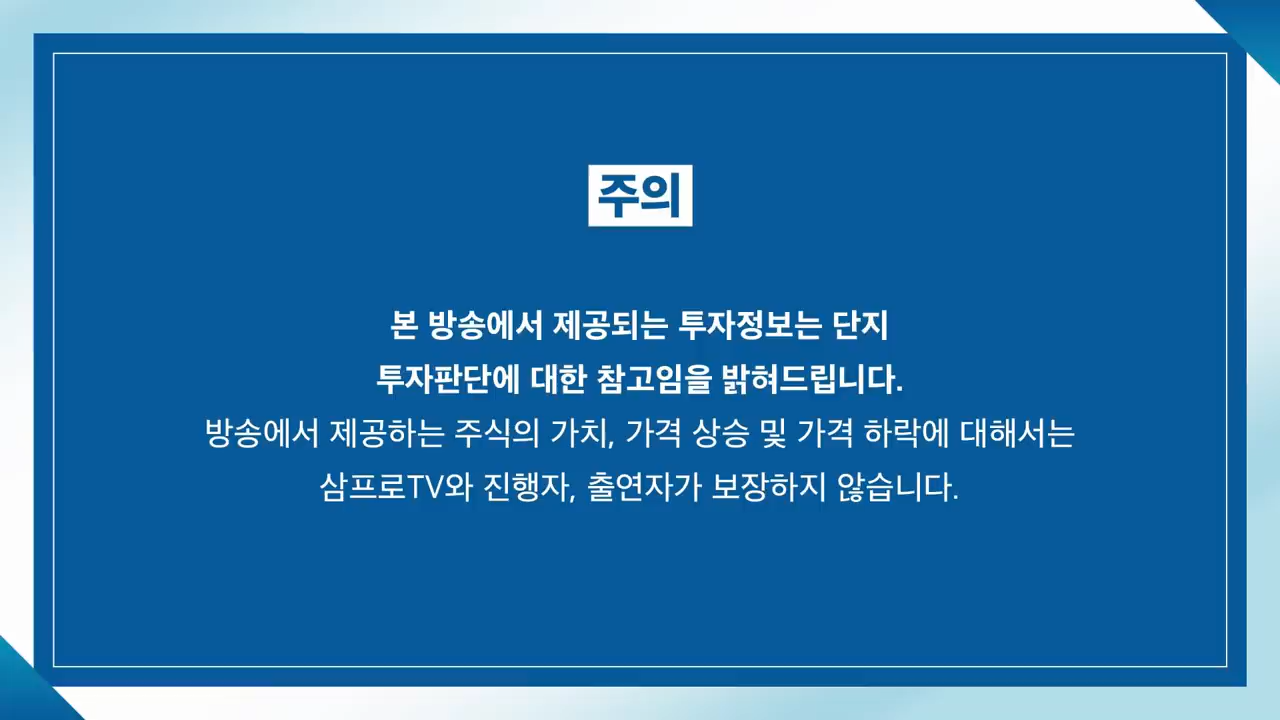 주의
본 방송에서 제공되는 투자정보는 단지
투자판단에 대한 참고임을 밝혀드립니다.
방송에서 제공하는 주식의 가치, 가격 상승 및 가격 하락에 대해서는
삼프로TV와 진행자, 출연자가 보장하지 않습니다.